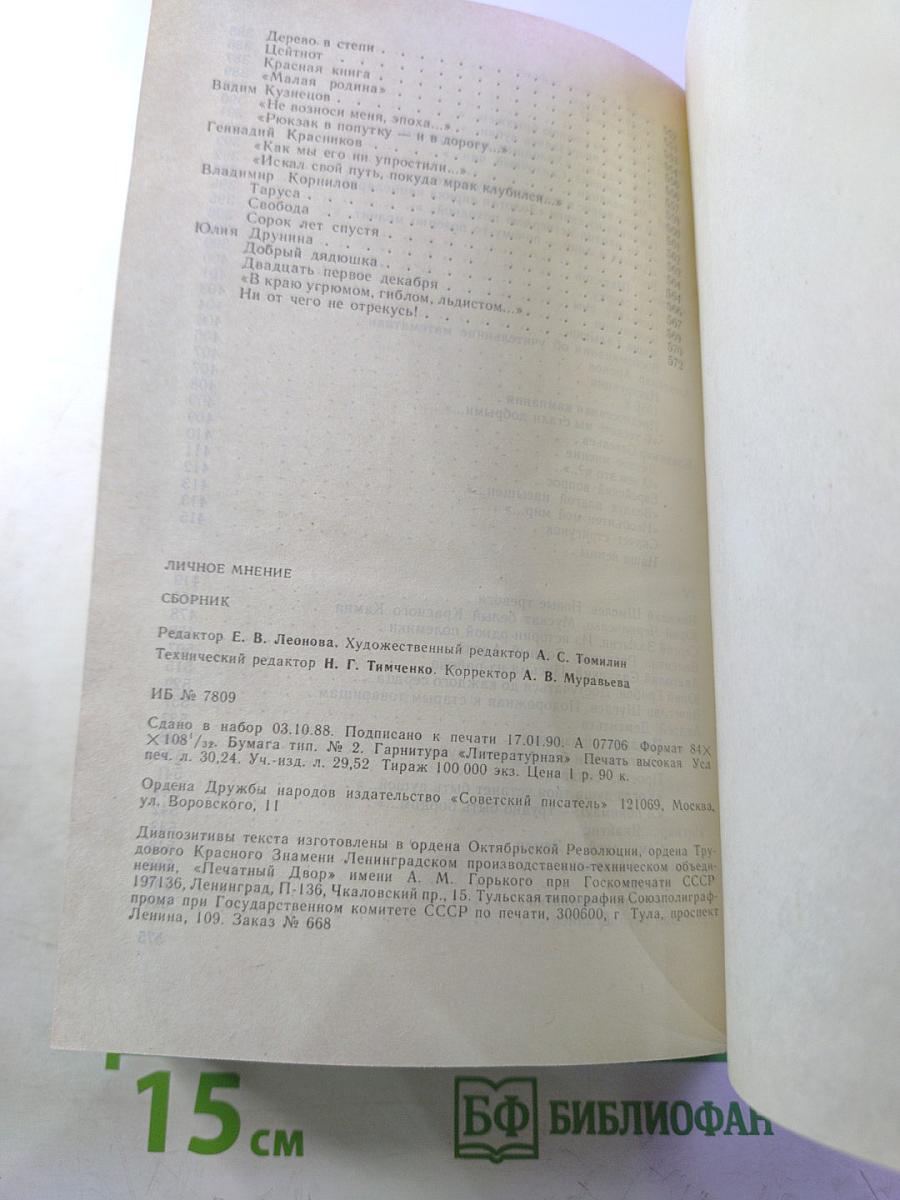 Дерево в степи
Цейтнот
Красная книга
«Малая родина»
Вадим Кузнецов
«Не возноси меня, эпоха...»
«Рюкзак в попутку — и в дорогу...»
Геннадий Красников
«Как мы его ни упростили...»
«Искал свой путь, покуда мрак клубился...»
Владимир Корнилов
Таруса
Свобода
Сорок лет спустя
Юлия Друнина
Добрый дядюшка
Двадцать первое декабря
«В краю угрюмом, гиблом, льдистом...» 569
Ни от чего не отрекусь! 570
572
ЛИЧНОЕ МНЕНИЕ
СБОРНИК
Редактор Е. В. Леонова. Художественный редактор А. С. Томилин
Технический редактор Н. Г. Тимченко. Корректор А. В. Муравьева
ИБ № 7809
Сдано в набор 03.10.88. Подписано к печати 17.01.90. А 07706 Формат 84×
×108¹/₃₂. Бумага тип. № 2. Гарнитура «Литературная» Печать высокая Усл
печ. л. 30,24. Уч.-изд. л. 29,52 Тираж 100 000 экз. Цена 1 р. 90 к.
Ордена Дружбы народов издательство «Советский писатель» 121069, Москва,
ул. Воровского, 11
Диапозитивы текста изготовлены в ордена Октябрьской Революции, ордена Тру-
дового Красного Знамени Ленинградском производственно-техническом объеди-
нении, «Печатный Двор» имени А. М. Горького при Госкомпечати СССР
197136, Ленинград, П-136, Чкаловский пр., 15. Тульская типография Союзполиграф-
прома при Государственном комитете СССР по печати, 300600, г Тула, проспект
Ленина, 109. Заказ № 668
15 см
БФ БИБЛИОФАН